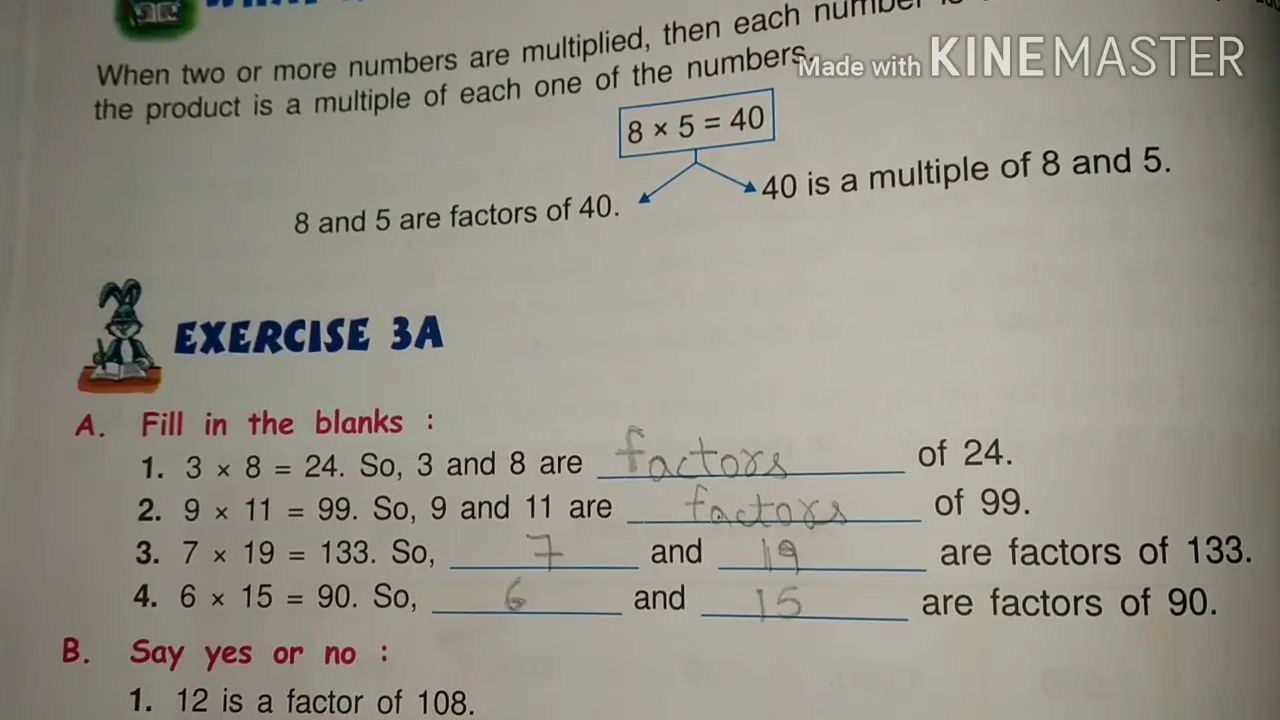 When two or more numbers are multiplied, then each number
the product is a multiple of each one of the numbers.
Made with KINEMASTER
8 × 5 = 40
8 and 5 are factors of 40.
40 is a multiple of 8 and 5.
EXERCISE 3A
A. Fill in the blanks :
1. 3 × 8 = 24. So, 3 and 8 are factors of 24.
2. 9 × 11 = 99. So, 9 and 11 are factors of 99.
3. 7 × 19 = 133. So, 7 and 19 are factors of 133.
4. 6 × 15 = 90. So, 6 and 15 are factors of 90.
B. Say yes or no :
1. 12 is a factor of 108.